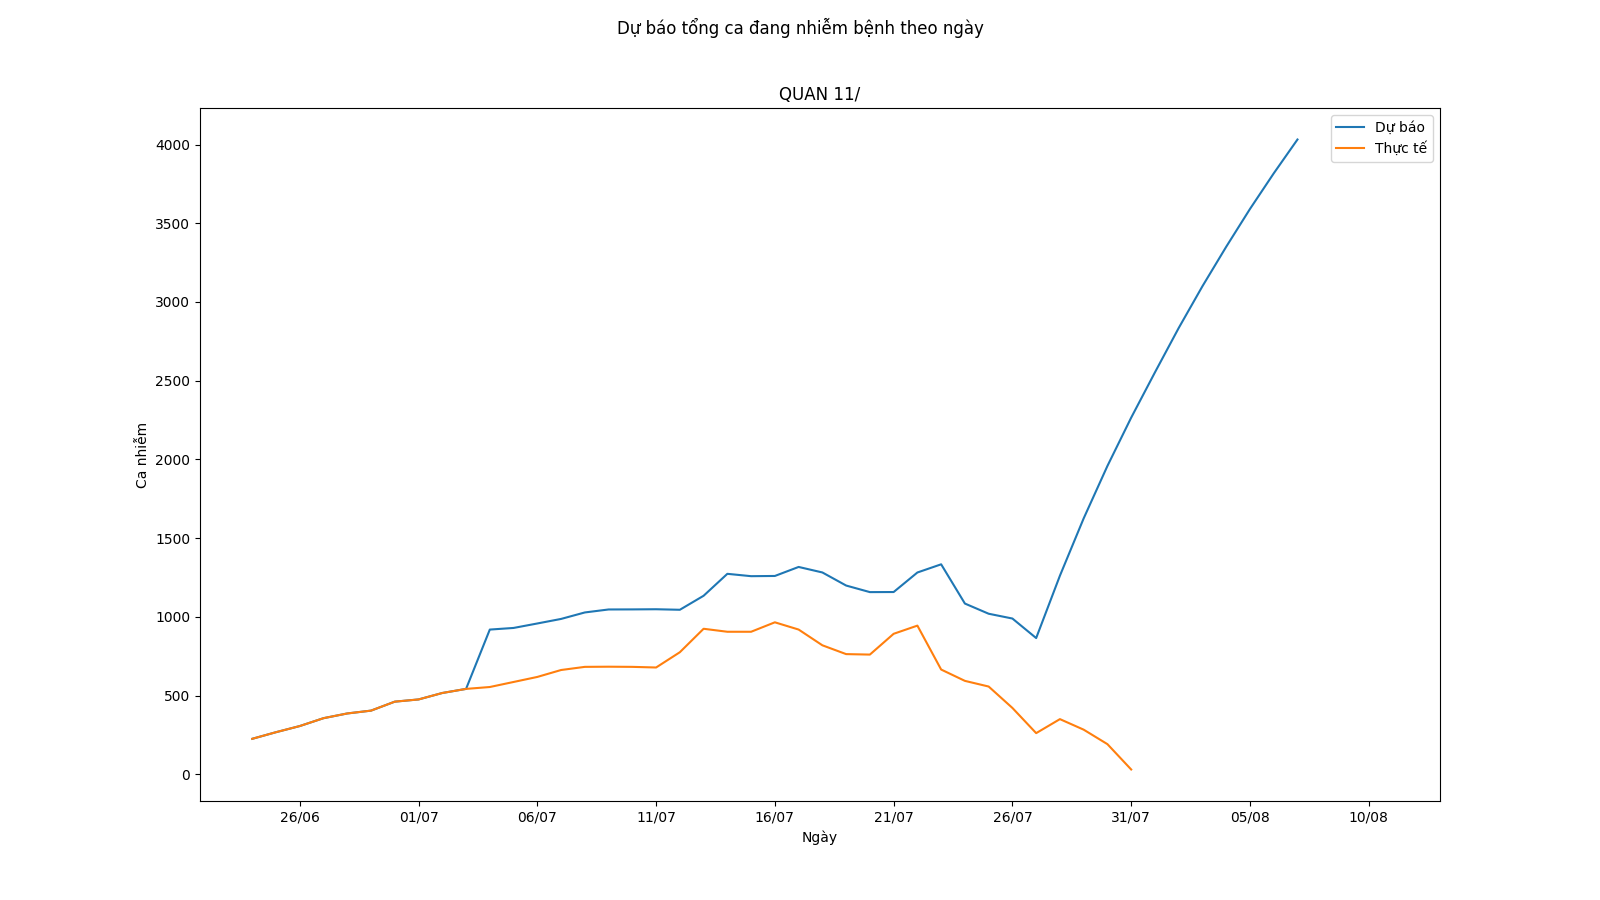 Dự báo tổng ca đang nhiễm bệnh theo ngày
QUAN 11/
Dự báo
Thực tế
4000
3500
3000
2500
2000
1500
1000
500
0
Ca nhiễm
26/06 01/07 06/07 11/07 16/07 21/07 26/07 31/07 05/08 10/08
Ngày